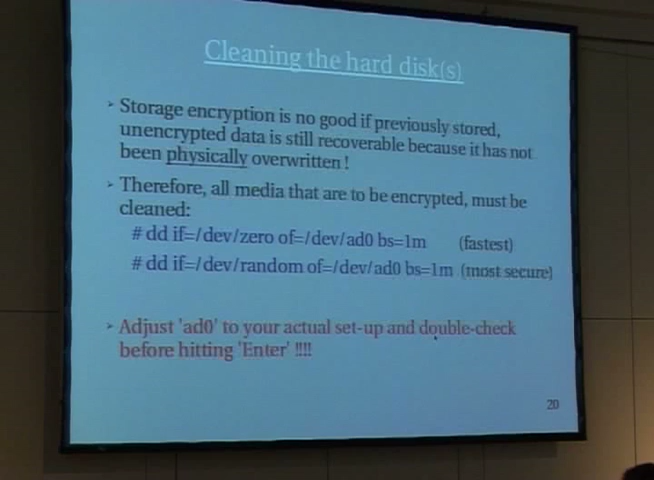 Cleaning the hard disk(s)
➢ Storage encryption is no good if previously stored,
unencrypted data is still recoverable because it has not
been physically overwritten !
➢ Therefore, all media that are to be encrypted, must be
cleaned:
# dd if=/dev/zero of=/dev/ad0 bs=1m (fastest)
# dd if=/dev/random of=/dev/ad0 bs=1m (most secure)
➢ Adjust 'ad0' to your actual set-up and double-check
before hitting 'Enter' !!!!
20